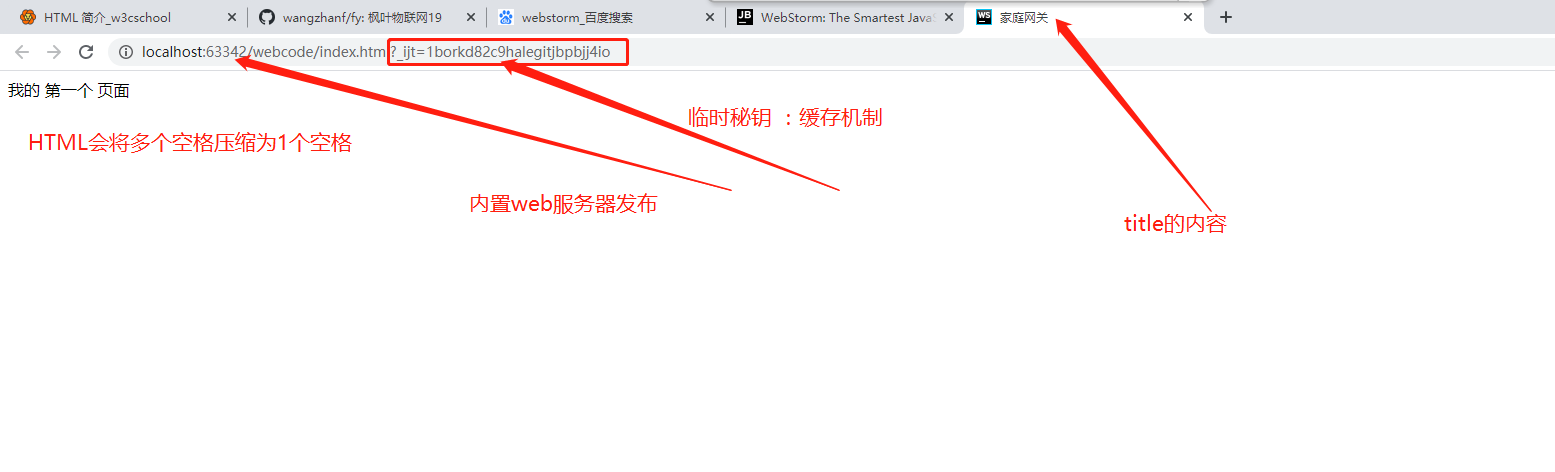 HTML 简介_w3cschool
wangzhanf/fy: 枫叶物联网19
webstorm_百度搜索
WebStorm: The Smartest JavaS
家庭网关
localhost:63342/webcode/index.htm?_ijt=1borkd82c9halegitjbpbjj4io
我的 第一个 页面
临时秘钥 ：缓存机制
HTML会将多个空格压缩为1个空格
内置web服务器发布
title的内容